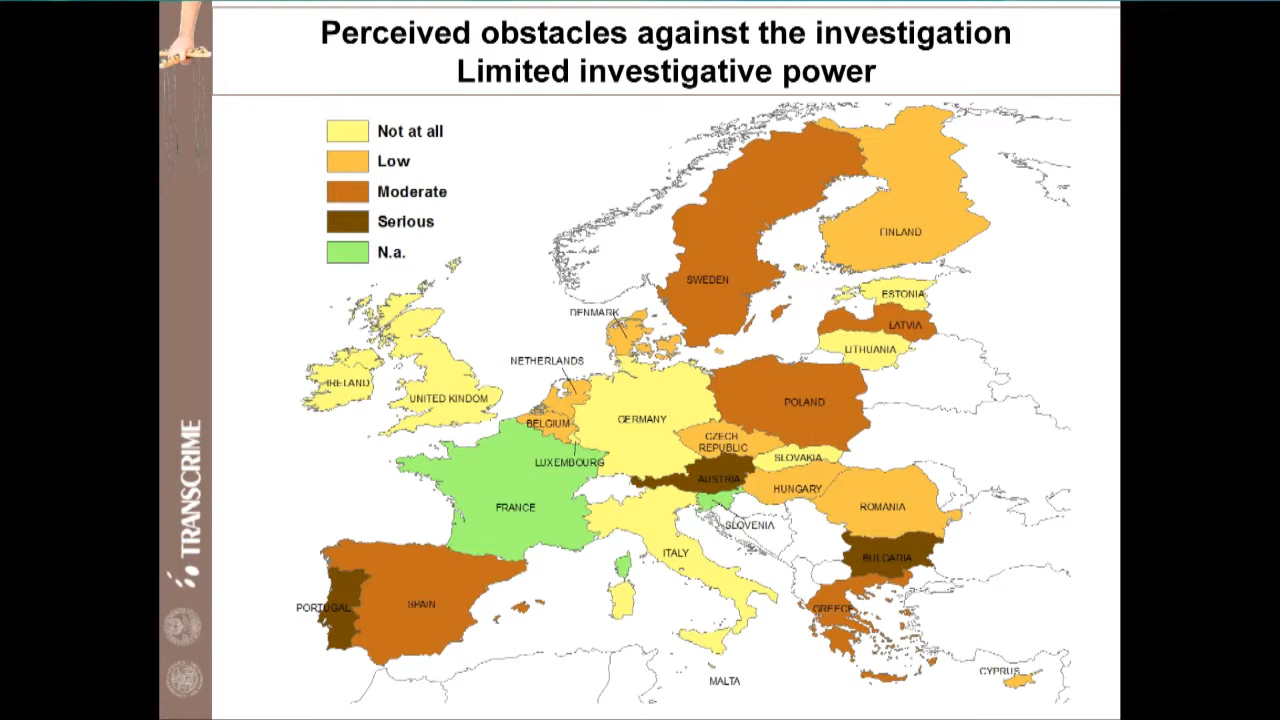 Perceived obstacles against the investigation
Limited investigative power
Not at all
Low
Moderate
Serious
N.a.
FINLAND
SWEDEN
ESTONIA
DENMARK
LATVIA
LITHUANIA
NETHERLANDS
IRELAND
UNITED KINDOM
POLAND
GERMANY
BELGIUM
CZECH
REPUBLIC
SLOVAKIA
LUXEMBOURG
AUSTRIA
HUNGARY
FRANCE
ROMANIA
SLOVENIA
ITALY
BULGARIA
SPAIN
PORTUGAL
GREECE
CYPRUS
MALTA
TRANSCRIME